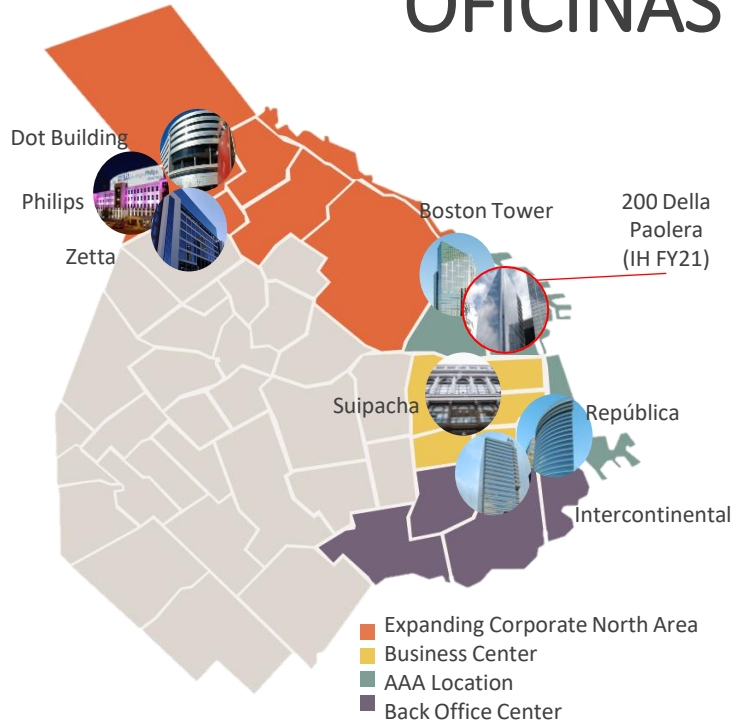 OFICINAS
Dot Building
Philips
Zetta
Boston Tower
200 Della
Paolera
(IH FY21)
Suipacha
República
Intercontinental
Expanding Corporate North Area
Business Center
AAA Location
Back Office Center